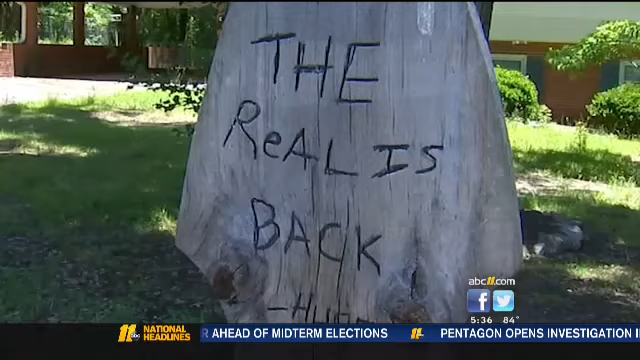 THE
ReAL IS
BACK
abc11.com
5:36 84°
11 NATIONAL HEADLINES
R AHEAD OF MIDTERM ELECTIONS 11 PENTAGON OPENS INVESTIGATION I